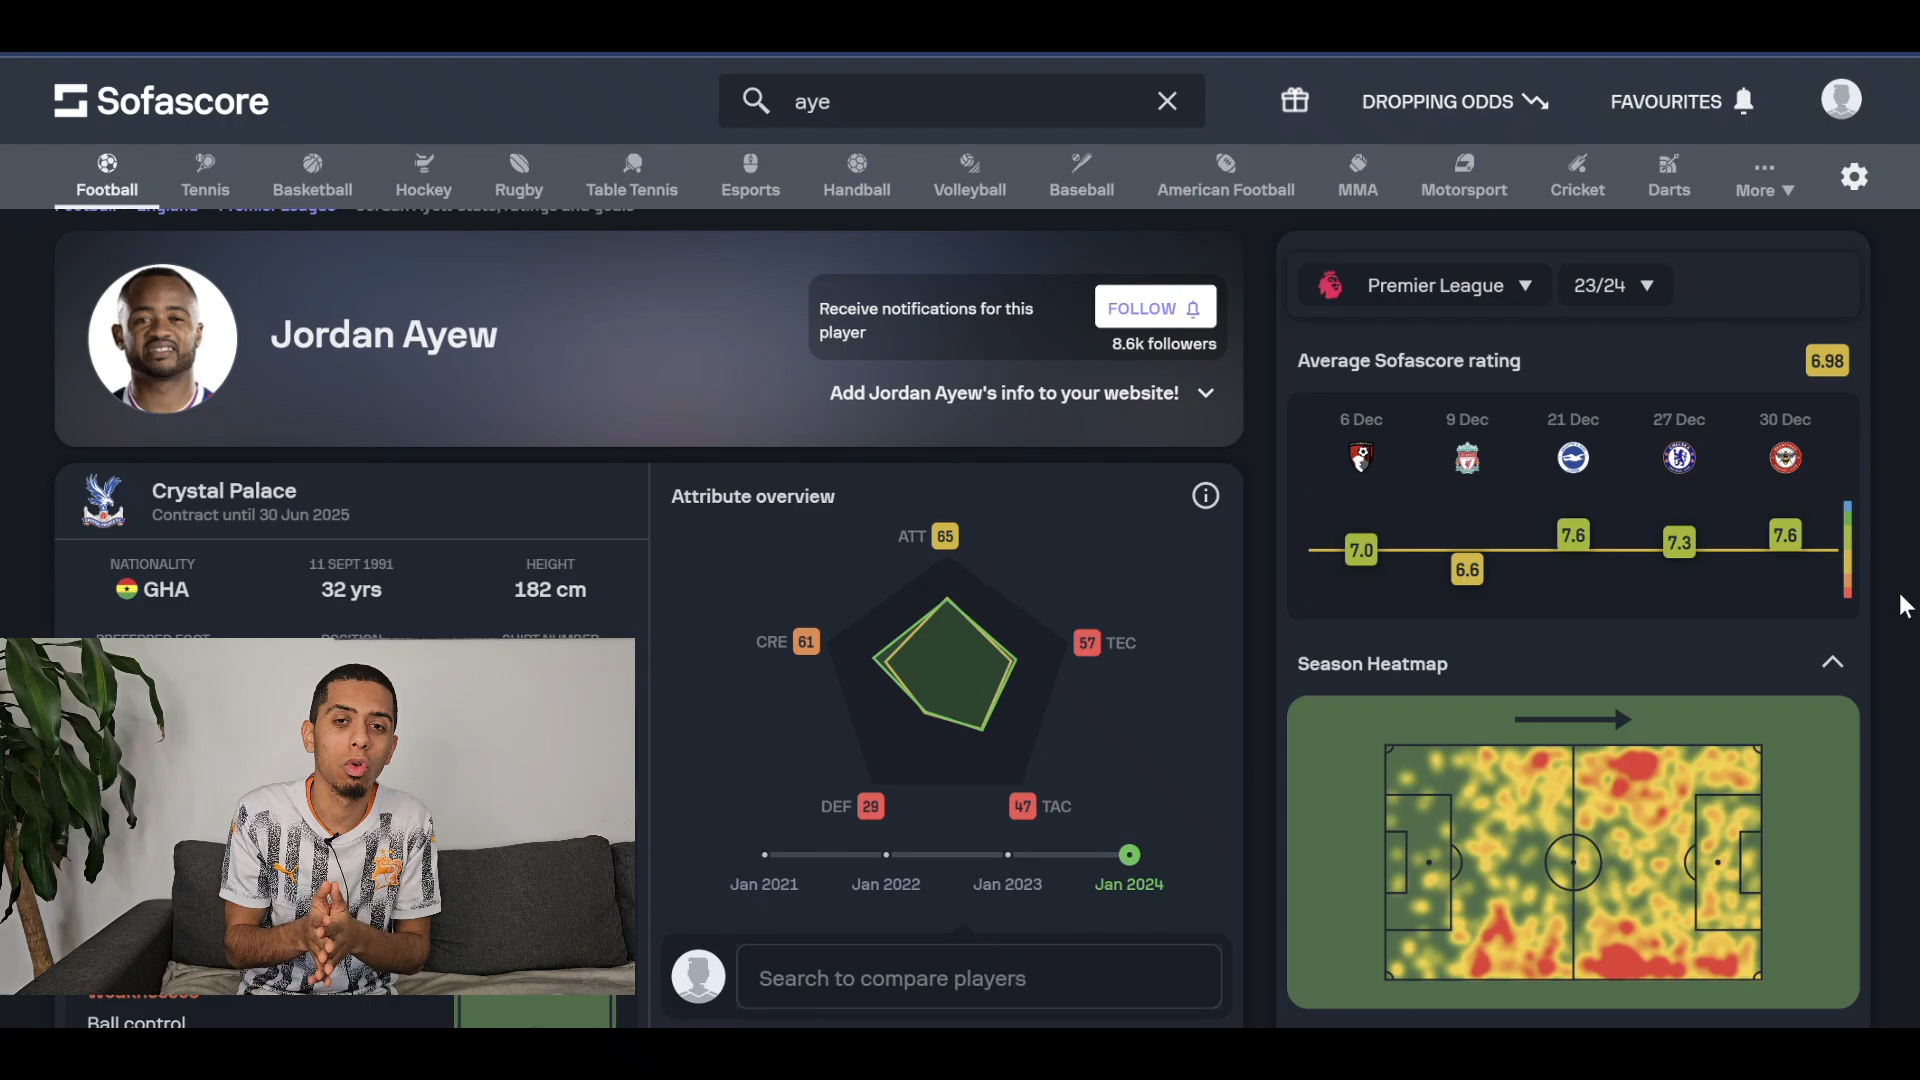 Sofascore
aye
DROPPING ODDS
FAVOURITES
Football
Tennis
Basketball
Hockey
Rugby
Table Tennis
Esports
Handball
Volleyball
Baseball
American Football
MMA
Motorsport
Cricket
Darts
More
Jordan Ayew
Receive notifications for this
player
FOLLOW
8.6k followers
Add Jordan Ayew's info to your website!
Crystal Palace
Contract until 30 Jun 2025
NATIONALITY
GHA
11 SEPT 1991
32 yrs
HEIGHT
182 cm
Ball control
Attribute overview
ATT 65
CRE 61
57 TEC
DEF 29
47 TAC
Jan 2021
Jan 2022
Jan 2023
Jan 2024
Search to compare players
Premier League
23/24
Average Sofascore rating
6.98
6 Dec
9 Dec
21 Dec
27 Dec
30 Dec
7.0
6.6
7.6
7.3
7.6
Season Heatmap